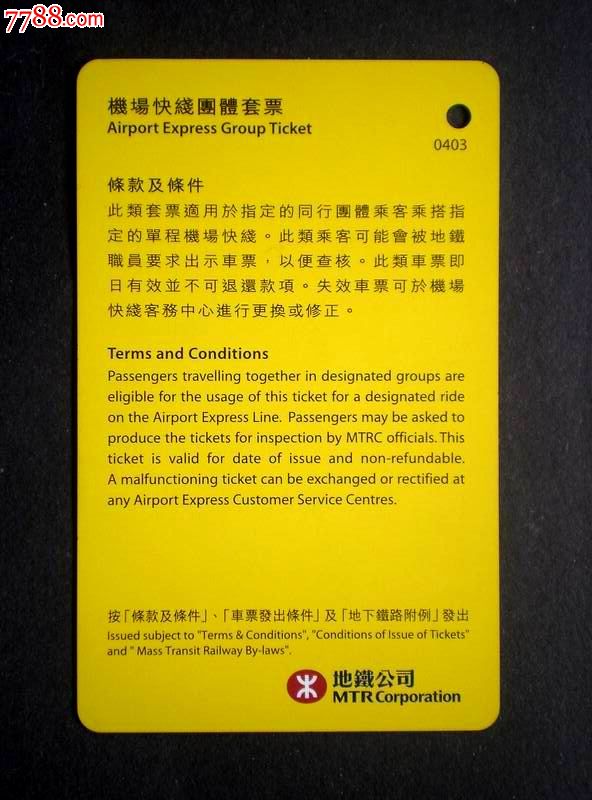 7788.com
機場快綫團體套票
Airport Express Group Ticket
0403
條款及條件
此類套票適用於指定的同行團體乘客乘搭指
定的單程機場快綫。此類乘客可能會被地鐵
職員要求出示車票，以便查核。此類車票即
日有效並不可退還款項。失效車票可於機場
快綫客務中心進行更換或修正。
Terms and Conditions
Passengers travelling together in designated groups are
eligible for the usage of this ticket for a designated ride
on the Airport Express Line. Passengers may be asked to
produce the tickets for inspection by MTRC officials. This
ticket is valid for date of issue and non-refundable.
A malfunctioning ticket can be exchanged or rectified at
any Airport Express Customer Service Centres.
按「條款及條件」、「車票發出條件」及「地下鐵路附例」發出
Issued subject to "Terms & Conditions", "Conditions of Issue of Tickets"
and " Mass Transit Railway By-laws".
地鐵公司
MTR Corporation